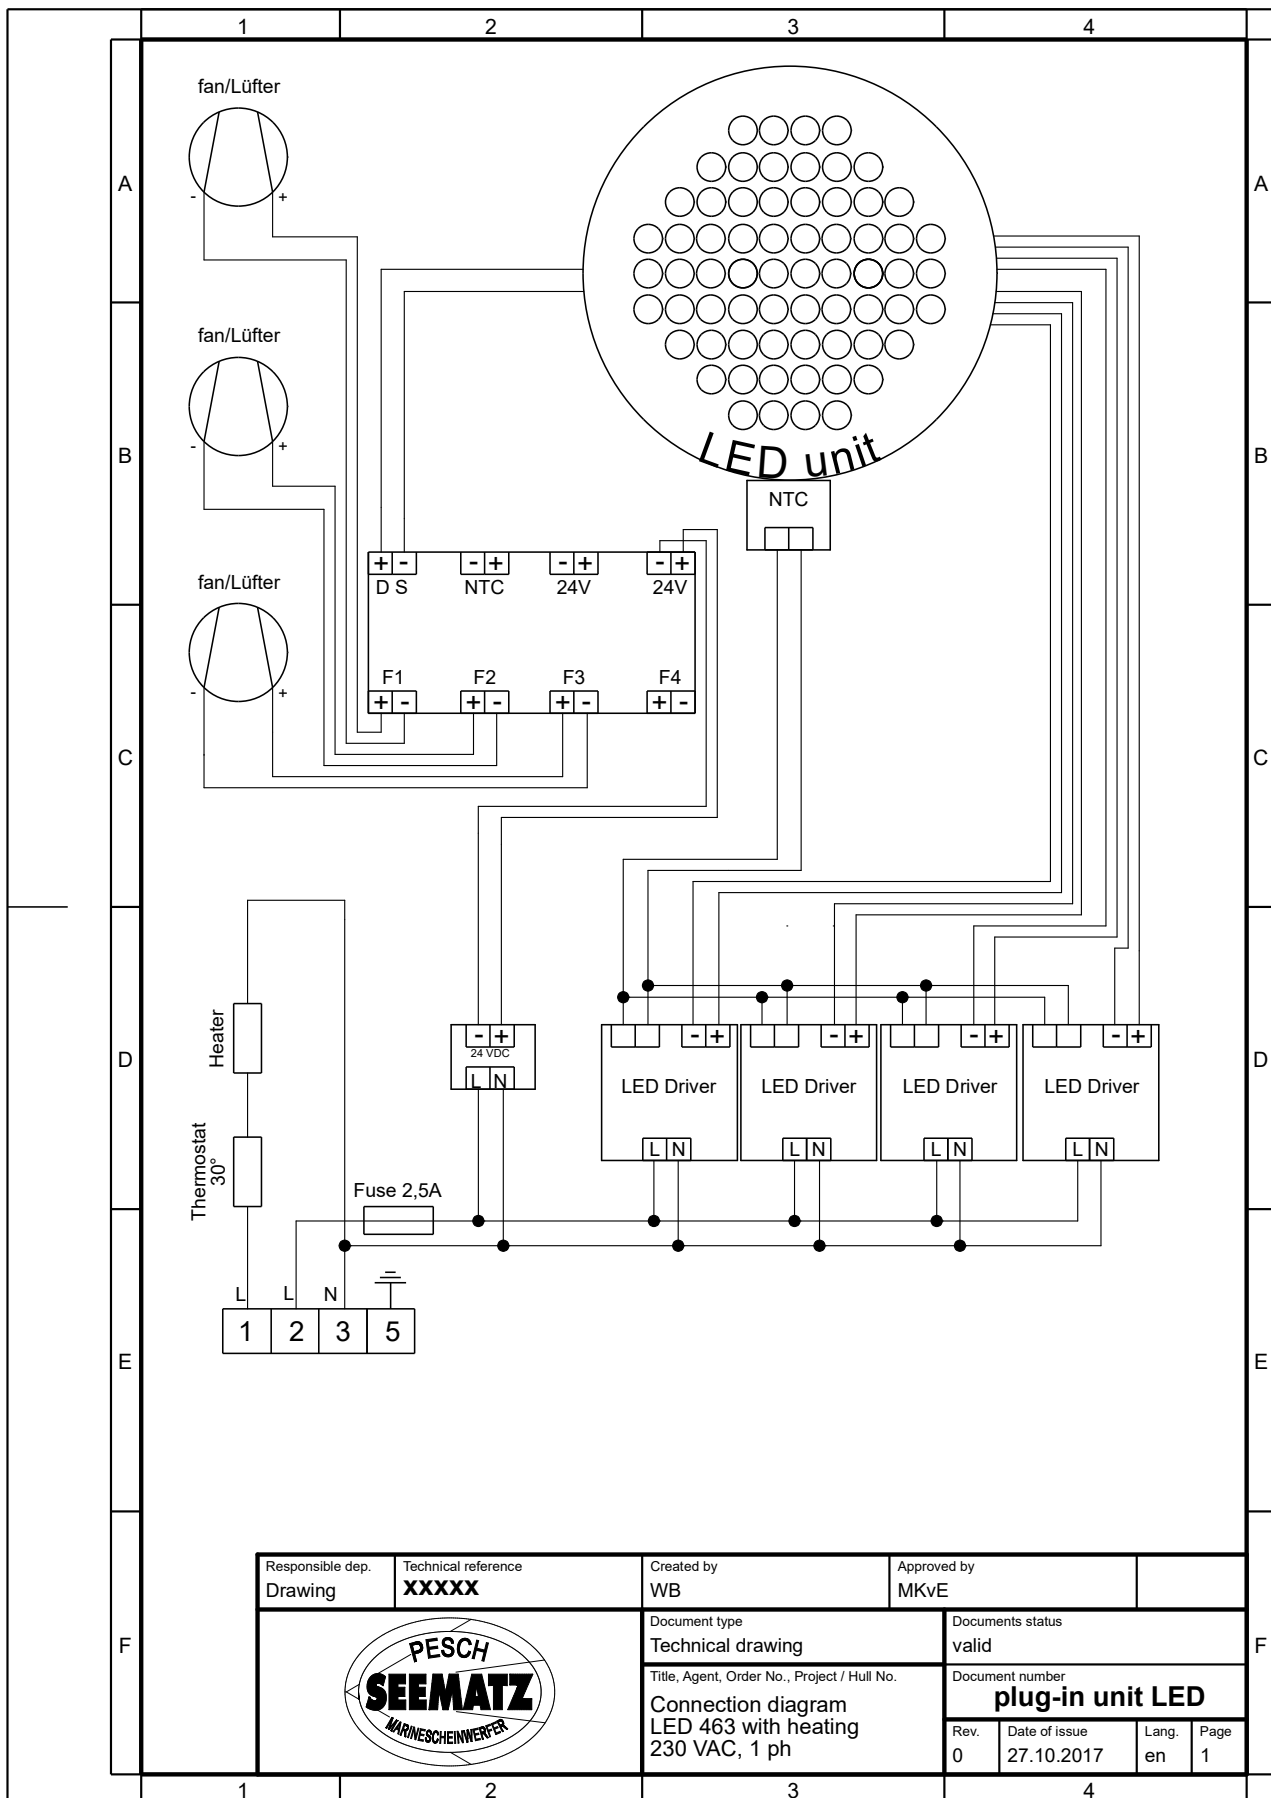 1 2 3 4
A A
B B
C C
D D
E E
F F
fan/Lüfter
- +
fan/Lüfter
- +
fan/Lüfter
- +
LED unit
NTC
+ - - + - + - +
D S NTC 24V 24V
F1 F2 F3 F4
+ - + - + - + -
Heater
Thermostat
30°
- +
24 VDC
L N
- + - + - + - +
LED Driver LED Driver LED Driver LED Driver
L N L N L N L N
Fuse 2,5A
L L N
1 2 3 5
Responsible dep.
Drawing
Technical reference
XXXXX
Created by
WB
Approved by
MKvE
PESCH
SEEMATZ
MARINESCHEINWERFER
Document type
Technical drawing
Documents status
valid
Title, Agent, Order No., Project / Hull No.
Connection diagram
LED 463 with heating
230 VAC, 1 ph
Document number
plug-in unit LED
Rev.
0
Date of issue
27.10.2017
Lang.
en
Page
1
1 2 3 4